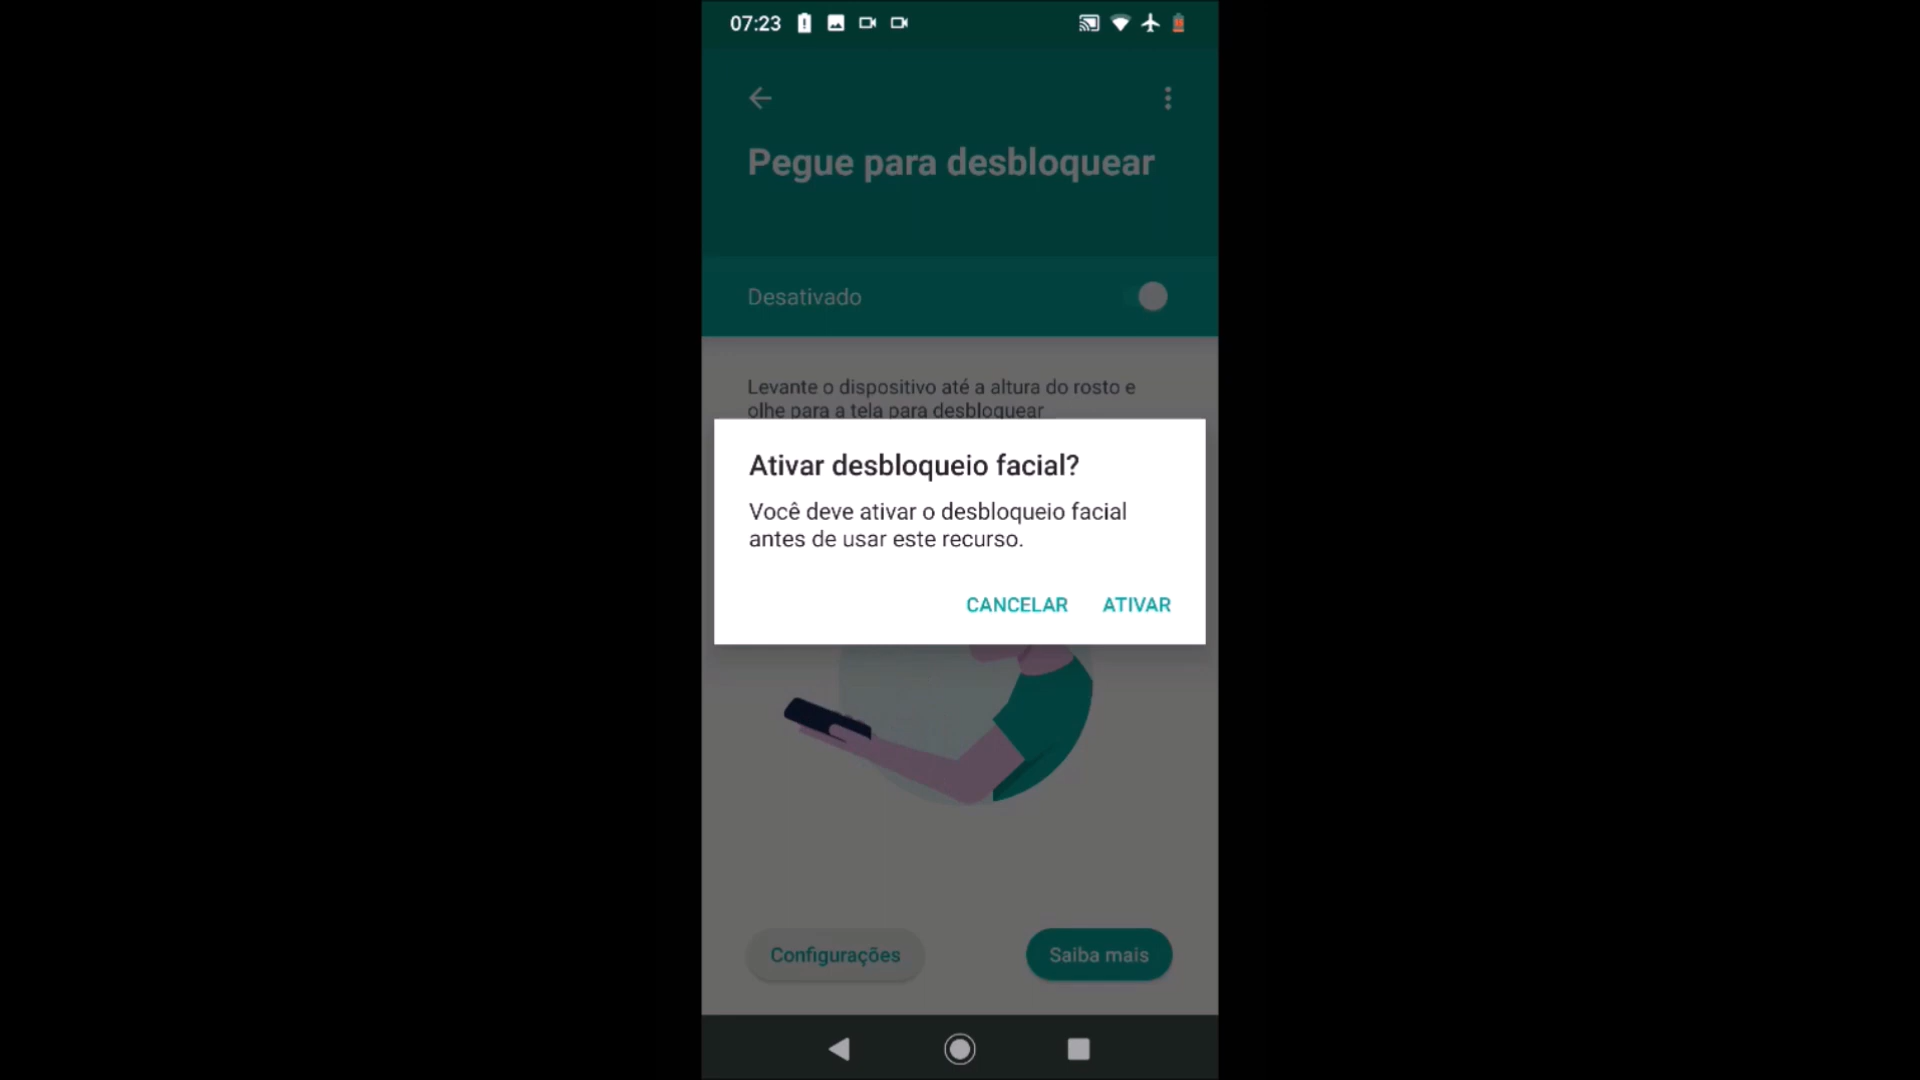 07:23
Pegue para desbloquear
Desativado
Levante o dispositivo até a altura do rosto e
olhe para a tela para desbloquear
Ativar desbloqueio facial?
Você deve ativar o desbloqueio facial
antes de usar este recurso.
CANCELAR ATIVAR
Configurações Saiba mais